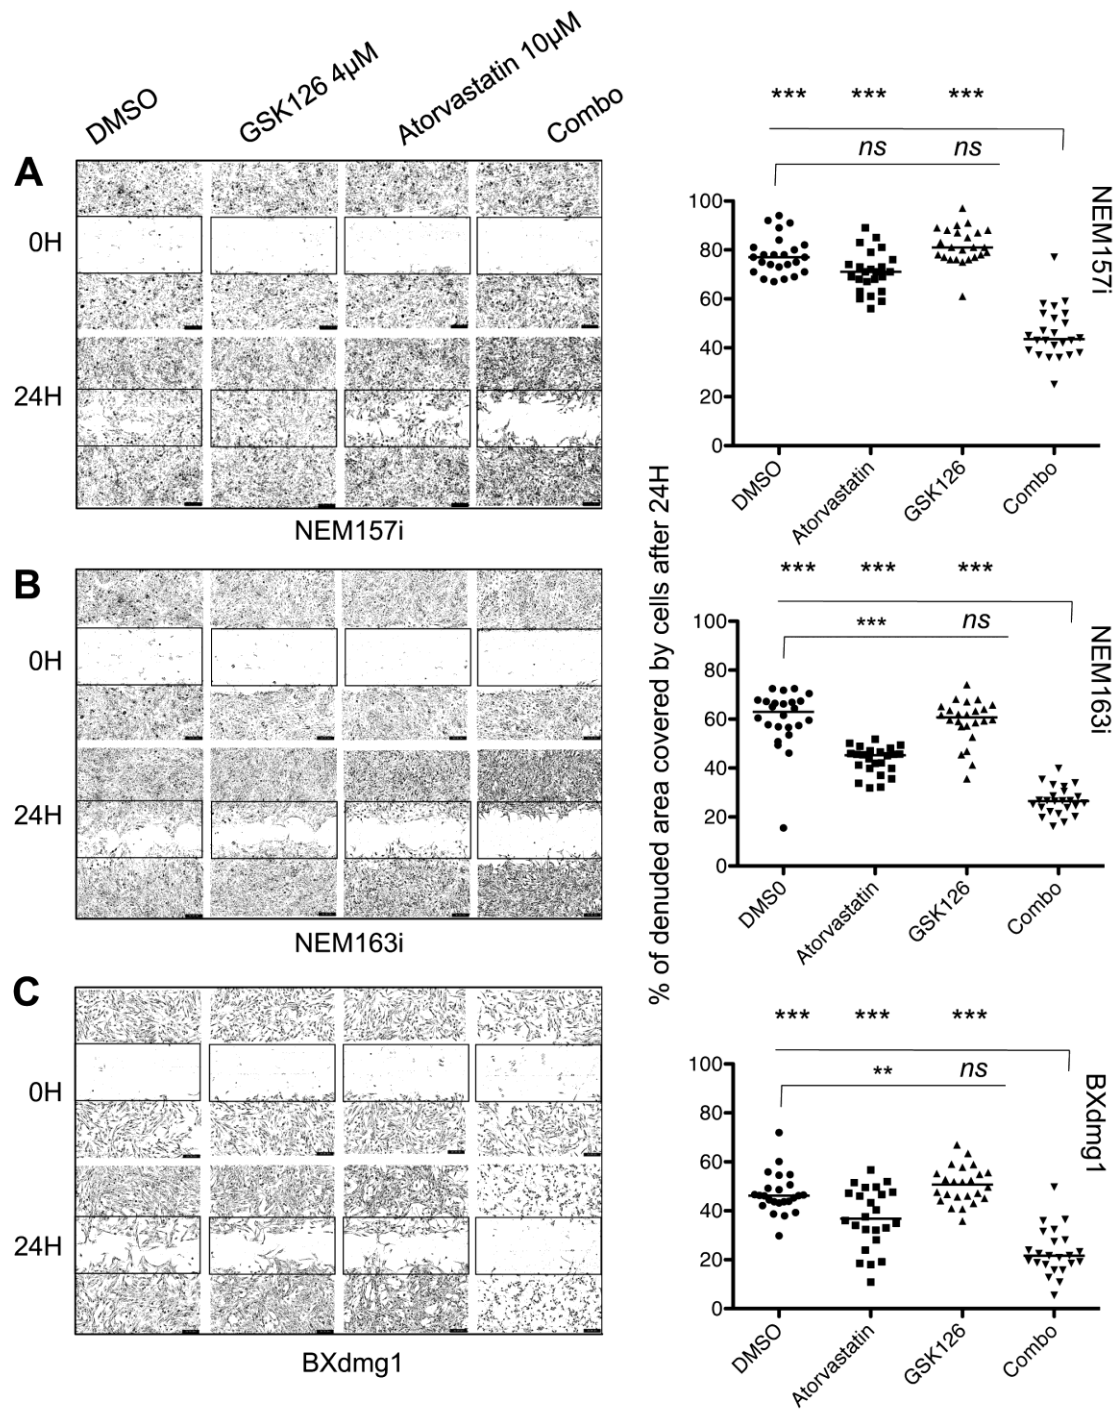 DMSO
GSK126 4µM
Atorvastatin 10µM
Combo
A
0H
24H
NEM157i
*** *** ***
ns ns
100
80
60
40
20
0
DMSO
Atorvastatin
GSK126
Combo
NEM157i
B
0H
24H
NEM163i
% of denuded area covered by cells after 24H
*** *** ***
*** ns
100
80
60
40
20
0
DMS0
Atorvastatin
GSK126
Combo
NEM163i
C
0H
24H
BXdmg1
*** *** ***
** ns
100
80
60
40
20
0
DMSO
Atorvastatin
GSK126
Combo
BXdmg1